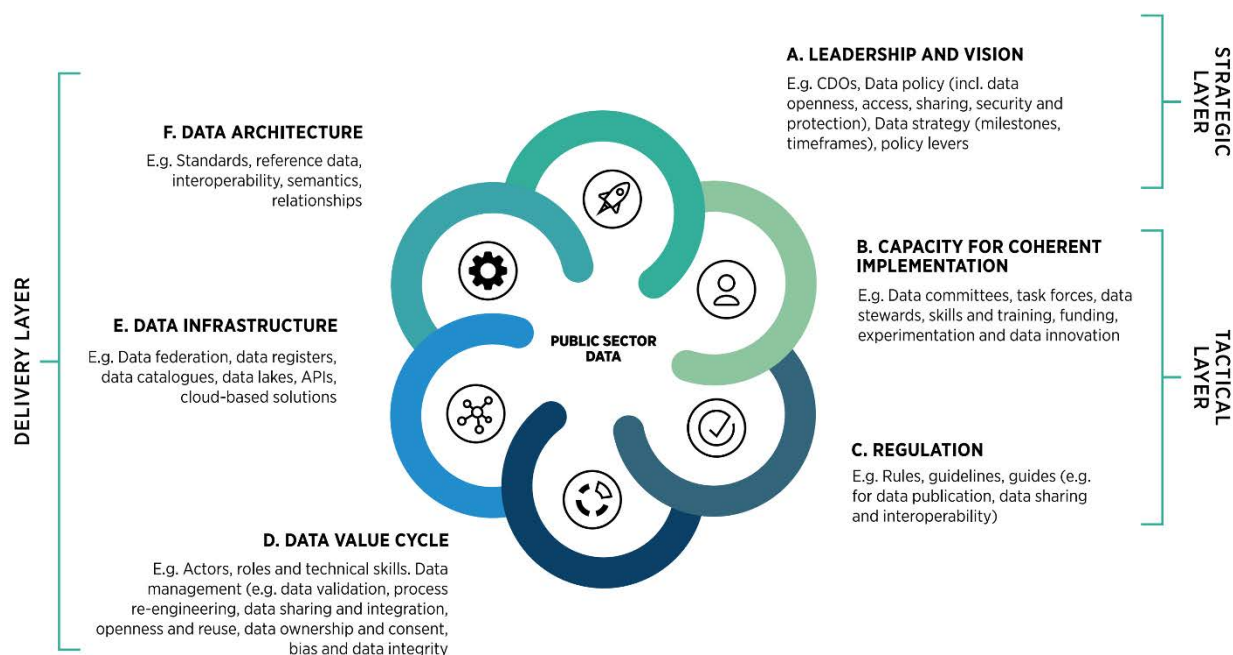 A. LEADERSHIP AND VISION
E.g. CDOs, Data policy (incl. data
openness, access, sharing, security and
protection), Data strategy (milestones,
timeframes), policy levers
STRATEGIC
LAYER
B. CAPACITY FOR COHERENT
IMPLEMENTATION
E.g. Data committees, task forces, data
stewards, skills and training, funding,
experimentation and data innovation
C. REGULATION
E.g. Rules, guidelines, guides (e.g.
for data publication, data sharing
and interoperability)
TACTICAL
LAYER
D. DATA VALUE CYCLE
E.g. Actors, roles and technical skills. Data
management (e.g. data validation, process
re-engineering, data sharing and integration,
openness and reuse, data ownership and consent,
bias and data integrity
E. DATA INFRASTRUCTURE
E.g. Data federation, data registers,
data catalogues, data lakes, APIs,
cloud-based solutions
F. DATA ARCHITECTURE
E.g. Standards, reference data,
interoperability, semantics,
relationships
DELIVERY LAYER
PUBLIC SECTOR
DATA